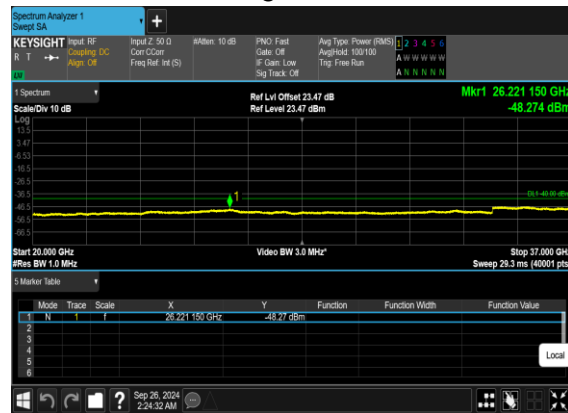 Spectrum Analyzer 1
Swept SA
+
KEYSIGHT Input: RF Input Z: 50 Ω #Atten: 10 dB PNO: Fast Avg Type: Power (RMS) 1 2 3 4 5 6
R T Coupling: DC Corr CCorr Gate: Off Avg|Hold: 100/100 A W W W W W
Align: Off Freq Ref: Int (S) IF Gain: Low Trig: Free Run
LW Sig Track: Off A N N N N N
1 Spectrum Ref Lvl Offset 23.47 dB Mkr1 26.221 150 GHz
Scale/Div 10 dB Ref Level 23.47 dBm -48.274 dBm
Log
13.5
3.47
-6.53
-16.5
-26.5
-36.5 1 DL1 -40.00 dBm
-46.5
-56.5
-66.5
Start 20.000 GHz Video BW 3.0 MHz* Stop 37.000 GHz
#Res BW 1.0 MHz Sweep 29.3 ms (40001 pts)
5 Marker Table
Mode Trace Scale X Y Function Function Width Function Value
1 N 1 f 26.221 150 GHz -48.27 dBm
2
3
4
5
6
Local
? Sep 26, 2024
2:24:32 AM